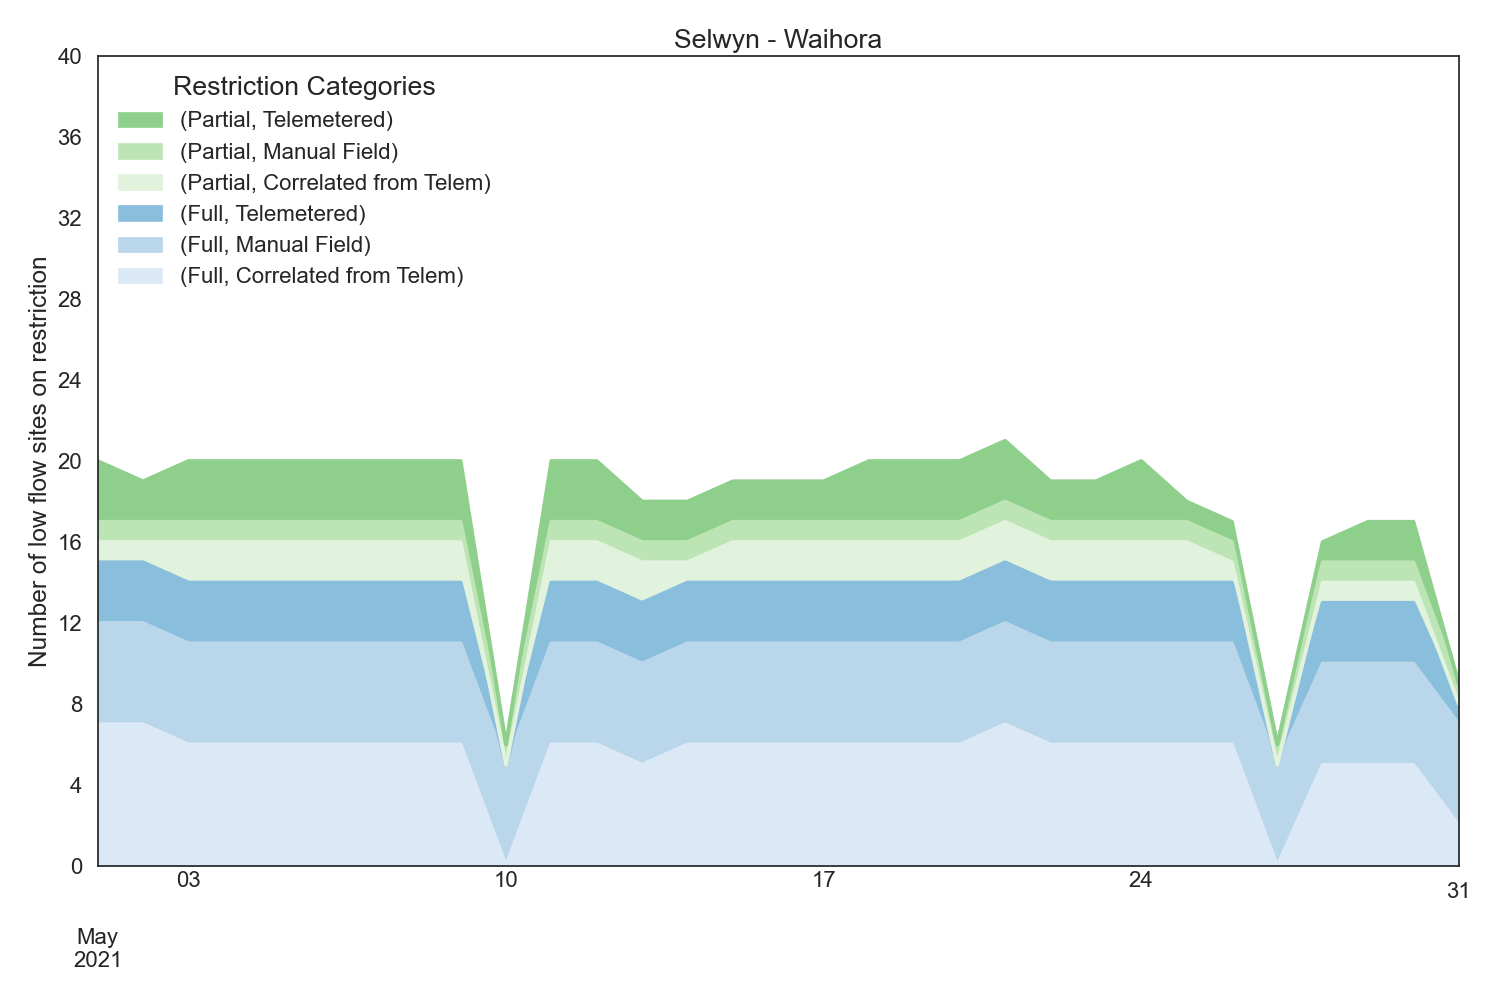 Selwyn - Waihora
40
36
32
28
24
20
16
12
8
4
0
Number of low flow sites on restriction
Restriction Categories
(Partial, Telemetered)
(Partial, Manual Field)
(Partial, Correlated from Telem)
(Full, Telemetered)
(Full, Manual Field)
(Full, Correlated from Telem)
03
10
17
24
31
May
2021